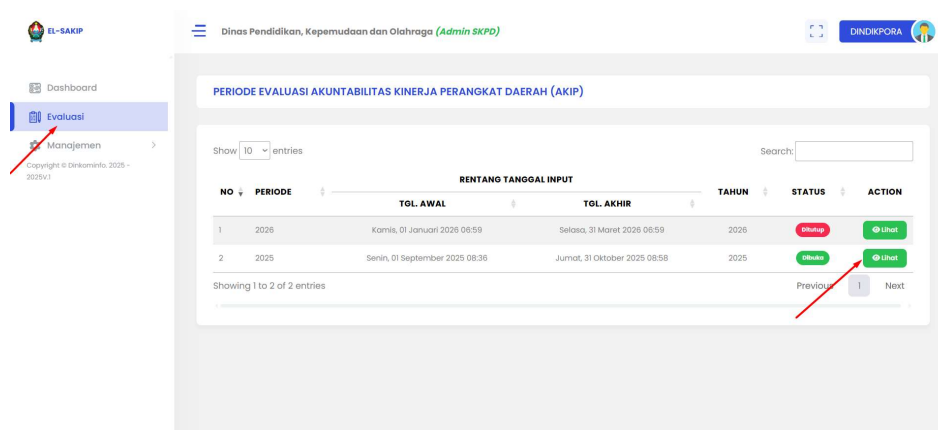 EL-SAKIP
Dinas Pendidikan, Kepemudaan dan Olahraga (Admin SKPD)
DINDIKPORA
Dashboard
Evaluasi
Manajemen
Copyright © Dinkominfo. 2025 -
2025V.1
PERIODE EVALUASI AKUNTABILITAS KINERJA PERANGKAT DAERAH (AKIP)
Show 10 entries
Search:
RENTANG TANGGAL INPUT
NO PERIODE TAHUN STATUS ACTION
TGL. AWAL TGL. AKHIR
1 2026 Kamis, 01 Januari 2026 06:59 Selasa, 31 Maret 2026 06:59 2026 Ditutup Lihat
2 2025 Senin, 01 September 2025 08:36 Jumat, 31 Oktober 2025 08:58 2025 Dibuka Lihat
Showing 1 to 2 of 2 entries
Previous 1 Next